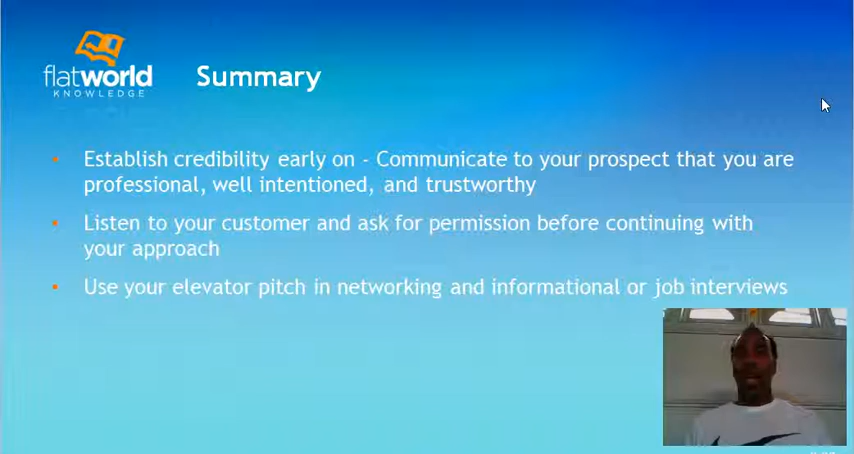 flatworld
KNOWLEDGE
Summary
Establish credibility early on - Communicate to your prospect that you are
professional, well intentioned, and trustworthy
Listen to your customer and ask for permission before continuing with
your approach
Use your elevator pitch in networking and informational or job interviews